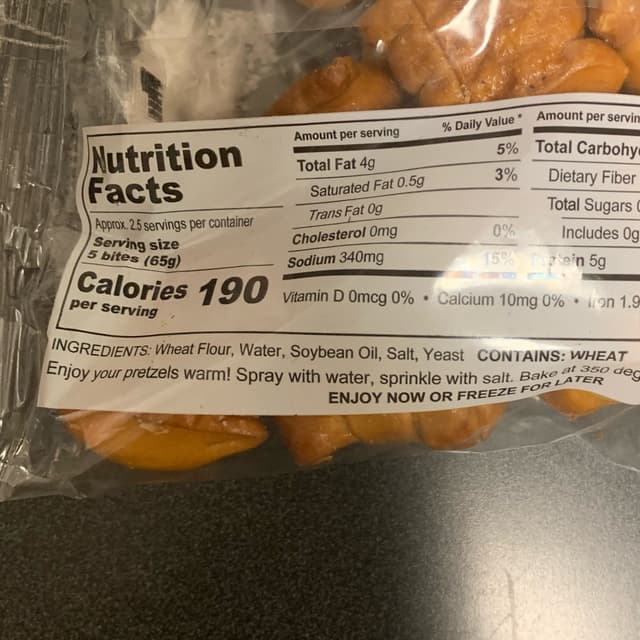 Nutrition
Facts
Approx. 2.5 servings per container
Serving size
5 bites (65g)
Calories 190
per serving
Amount per serving % Daily Value *
Total Fat 4g 5%
Saturated Fat 0.5g 3%
Trans Fat 0g
Cholesterol 0mg 0%
Sodium 340mg 15%
Amount per servin
Total Carbohy
Dietary Fiber
Total Sugars
Includes 0g
Protein 5g
Vitamin D 0mcg 0% • Calcium 10mg 0% • Iron 1.9
INGREDIENTS: Wheat Flour, Water, Soybean Oil, Salt, Yeast CONTAINS: WHEAT
Enjoy your pretzels warm! Spray with water, sprinkle with salt. Bake at 350 deg
ENJOY NOW OR FREEZE FOR LATER